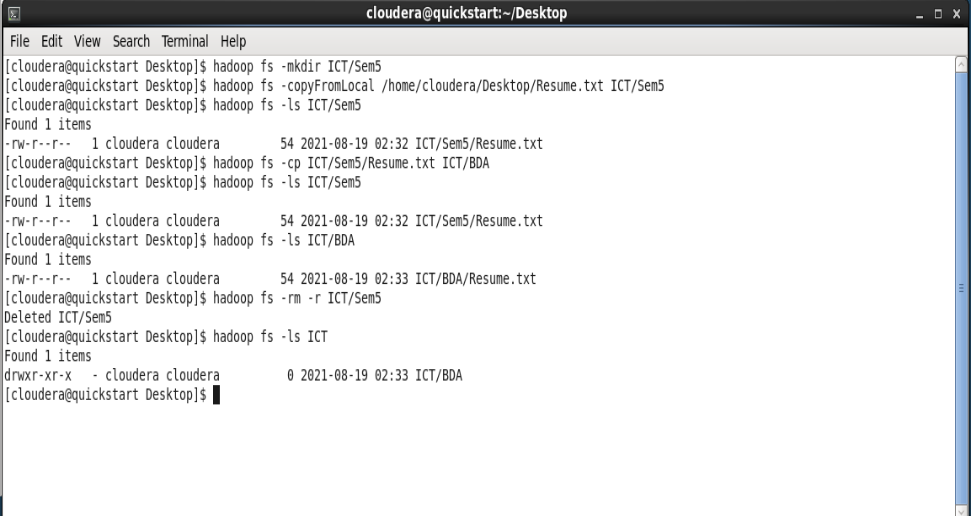 cloudera@quickstart:~/Desktop
File Edit View Search Terminal Help
[cloudera@quickstart Desktop]$ hadoop fs -mkdir ICT/Sem5
[cloudera@quickstart Desktop]$ hadoop fs -copyFromLocal /home/cloudera/Desktop/Resume.txt ICT/Sem5
[cloudera@quickstart Desktop]$ hadoop fs -ls ICT/Sem5
Found 1 items
-rw-r--r--   1 cloudera cloudera         54 2021-08-19 02:32 ICT/Sem5/Resume.txt
[cloudera@quickstart Desktop]$ hadoop fs -cp ICT/Sem5/Resume.txt ICT/BDA
[cloudera@quickstart Desktop]$ hadoop fs -ls ICT/Sem5
Found 1 items
-rw-r--r--   1 cloudera cloudera         54 2021-08-19 02:32 ICT/Sem5/Resume.txt
[cloudera@quickstart Desktop]$ hadoop fs -ls ICT/BDA
Found 1 items
-rw-r--r--   1 cloudera cloudera         54 2021-08-19 02:33 ICT/BDA/Resume.txt
[cloudera@quickstart Desktop]$ hadoop fs -rm -r ICT/Sem5
Deleted ICT/Sem5
[cloudera@quickstart Desktop]$ hadoop fs -ls ICT
Found 1 items
drwxr-xr-x   - cloudera cloudera          0 2021-08-19 02:33 ICT/BDA
[cloudera@quickstart Desktop]$